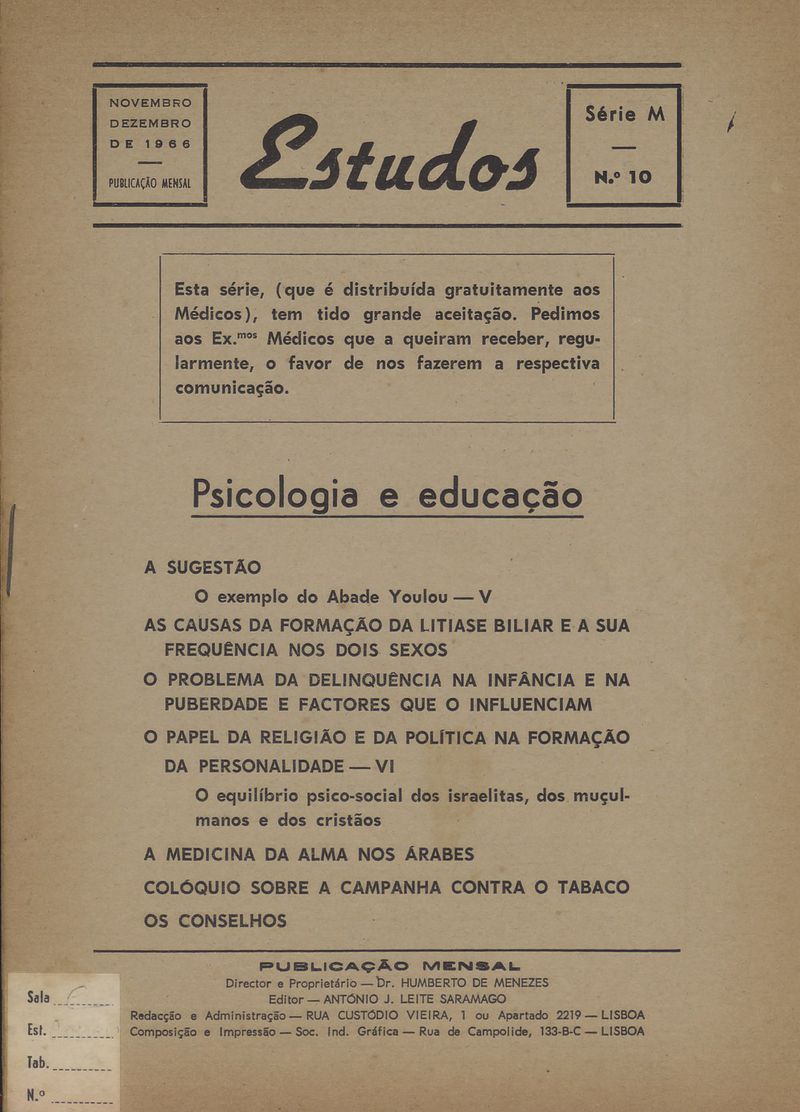 NOVEMBRO
DEZEMBRO
DE 1966
PUBLICAÇÃO MENSAL
Estudos
Série M
—
N.º 10
Esta série, (que é distribuída gratuitamente aos
Médicos), tem tido grande aceitação. Pedimos
aos Ex.mos Médicos que a queiram receber, regu-
larmente, o favor de nos fazerem a respectiva
comunicação.
Psicologia e educação
A SUGESTÃO
O exemplo do Abade Youlou — V
AS CAUSAS DA FORMAÇÃO DA LITIASE BILIAR E A SUA
FREQUÊNCIA NOS DOIS SEXOS
O PROBLEMA DA DELINQUÊNCIA NA INFÂNCIA E NA
PUBERDADE E FACTORES QUE O INFLUENCIAM
O PAPEL DA RELIGIÃO E DA POLÍTICA NA FORMAÇÃO
DA PERSONALIDADE — VI
O equilíbrio psico-social dos israelitas, dos muçul-
manos e dos cristãos
A MEDICINA DA ALMA NOS ÁRABES
COLÓQUIO SOBRE A CAMPANHA CONTRA O TABACO
OS CONSELHOS
PUBLICAÇÃO MENSAL
Director e Proprietário — Dr. HUMBERTO DE MENEZES
Editor — ANTÓNIO J. LEITE SARAMAGO
Redacção e Administração — RUA CUSTÓDIO VIEIRA, 1 ou Apartado 2219 — LISBOA
Composição e Impressão — Soc. Ind. Gráfica — Rua de Campolide, 133-B-C — LISBOA
Sala
Est.
Tab.
N.º